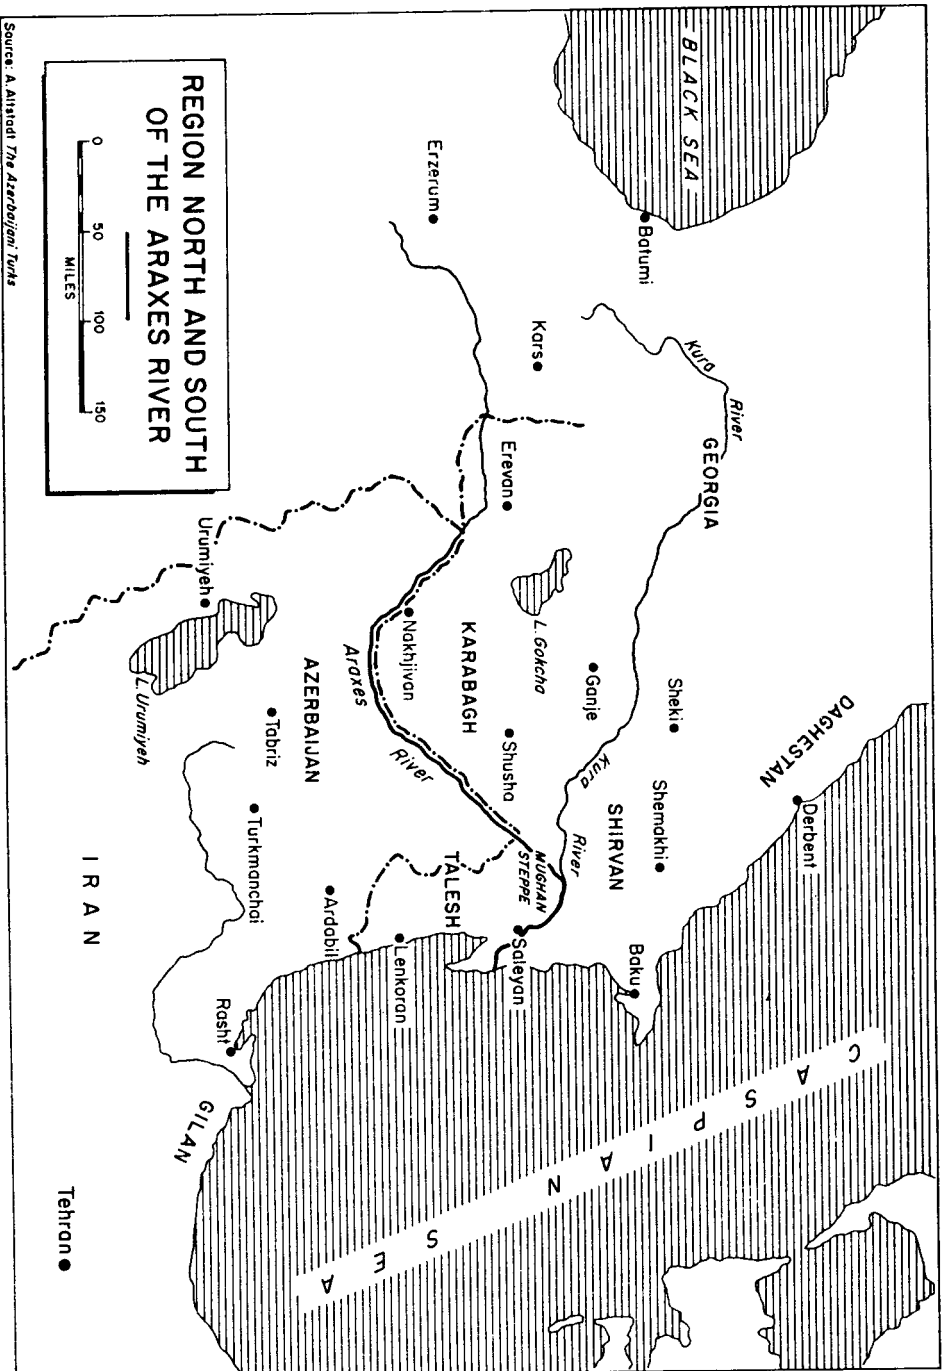 BLACK SEA
Batumi
Erzerum
Kars
Kura
River
GEORGIA
Erevan
L. Gokcha
Ganje
Sheki
DAGHESTAN
Derbent
Shemakhi
SHIRVAN
Kura
River
KARABAGH
Nakhjivan
Shusha
Araxes
River
MUGHAN
STEPPE
Saleyan
Baku
TALESH
Lenkoran
Urumiyeh
L. Urumiyeh
AZERBAIJAN
Tabriz
Turkmanchai
Ardabil
IRAN
Rasht
GILAN
Tehran
CASPIAN SEA
REGION NORTH AND SOUTH
OF THE ARAXES RIVER
0 50 100 150
MILES
Source: A. Altstadt The Azerbaijani Turks